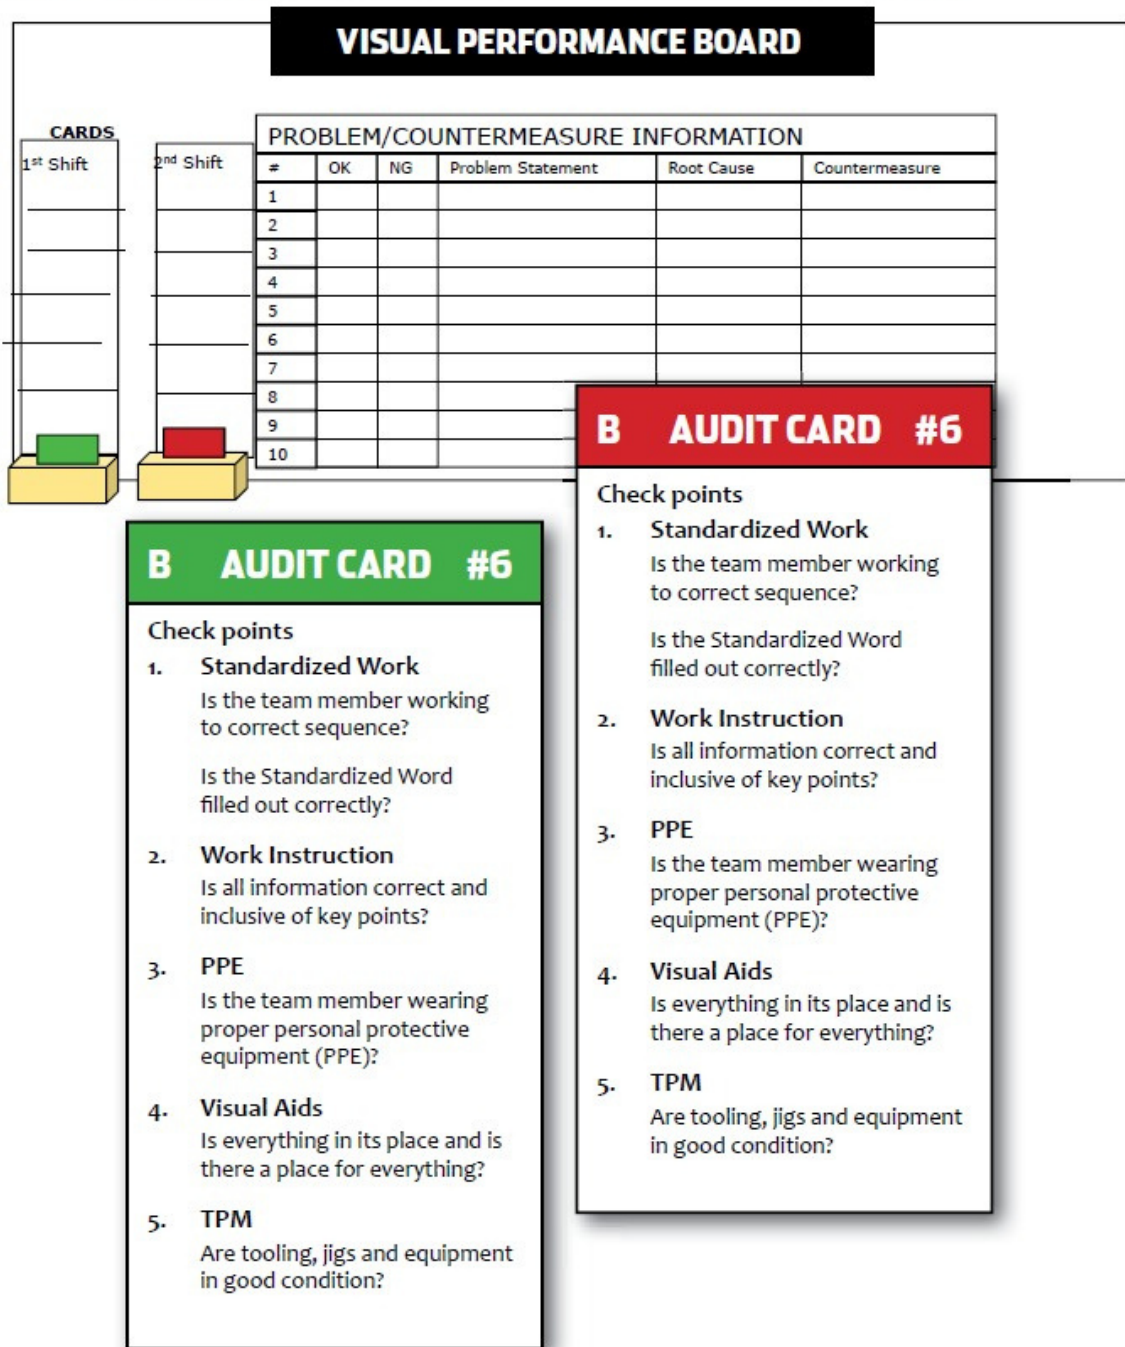 VISUAL PERFORMANCE BOARD
CARDS
1st Shift
2nd Shift
PROBLEM/COUNTERMEASURE INFORMATION
# OK NG Problem Statement Root Cause Countermeasure
1
2
3
4
5
6
7
8
9
10
B AUDIT CARD #6
Check points
1. Standardized Work
Is the team member working
to correct sequence?
Is the Standardized Word
filled out correctly?
2. Work Instruction
Is all information correct and
inclusive of key points?
3. PPE
Is the team member wearing
proper personal protective
equipment (PPE)?
4. Visual Aids
Is everything in its place and is
there a place for everything?
5. TPM
Are tooling, jigs and equipment
in good condition?
B AUDIT CARD #6
Check points
1. Standardized Work
Is the team member working
to correct sequence?
Is the Standardized Word
filled out correctly?
2. Work Instruction
Is all information correct and
inclusive of key points?
3. PPE
Is the team member wearing
proper personal protective
equipment (PPE)?
4. Visual Aids
Is everything in its place and is
there a place for everything?
5. TPM
Are tooling, jigs and equipment
in good condition?